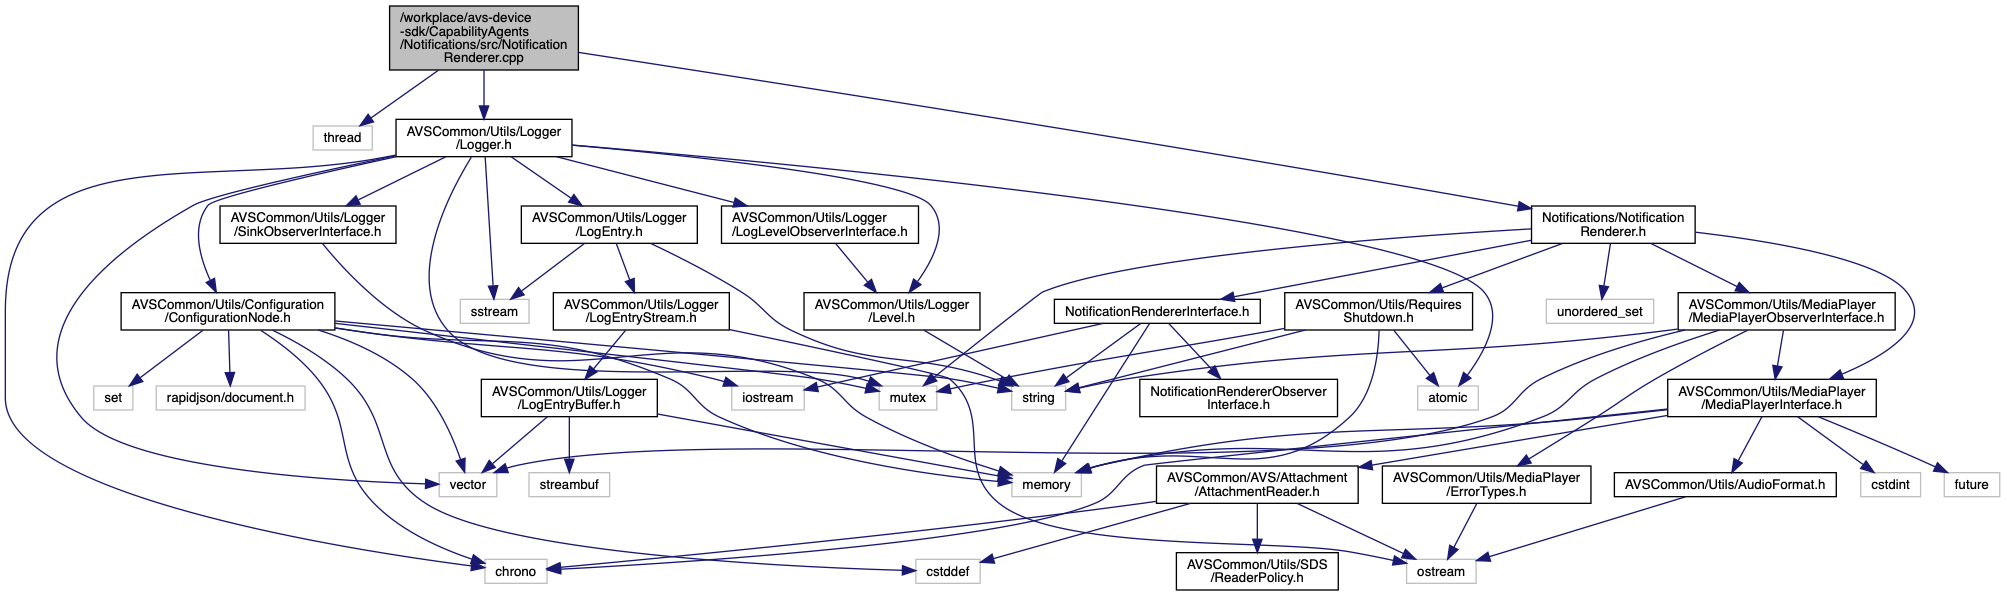 /workplace/avs-device
-sdk/CapabilityAgents
/Notifications/src/Notification
Renderer.cpp
thread
AVSCommon/Utils/Logger
/Logger.h
AVSCommon/Utils/Logger
/SinkObserverInterface.h
AVSCommon/Utils/Logger
/LogEntry.h
AVSCommon/Utils/Logger
/LogLevelObserverInterface.h
Notifications/Notification
Renderer.h
AVSCommon/Utils/Configuration
/ConfigurationNode.h
sstream
AVSCommon/Utils/Logger
/LogEntryStream.h
AVSCommon/Utils/Logger
/Level.h
NotificationRendererInterface.h
AVSCommon/Utils/Requires
Shutdown.h
unordered_set
AVSCommon/Utils/MediaPlayer
/MediaPlayerObserverInterface.h
set
rapidjson/document.h
AVSCommon/Utils/Logger
/LogEntryBuffer.h
iostream
mutex
string
NotificationRendererObserver
Interface.h
atomic
AVSCommon/Utils/MediaPlayer
/MediaPlayerInterface.h
vector
streambuf
memory
AVSCommon/AVS/Attachment
/AttachmentReader.h
AVSCommon/Utils/MediaPlayer
/ErrorTypes.h
AVSCommon/Utils/AudioFormat.h
cstdint
future
chrono
cstddef
AVSCommon/Utils/SDS
/ReaderPolicy.h
ostream